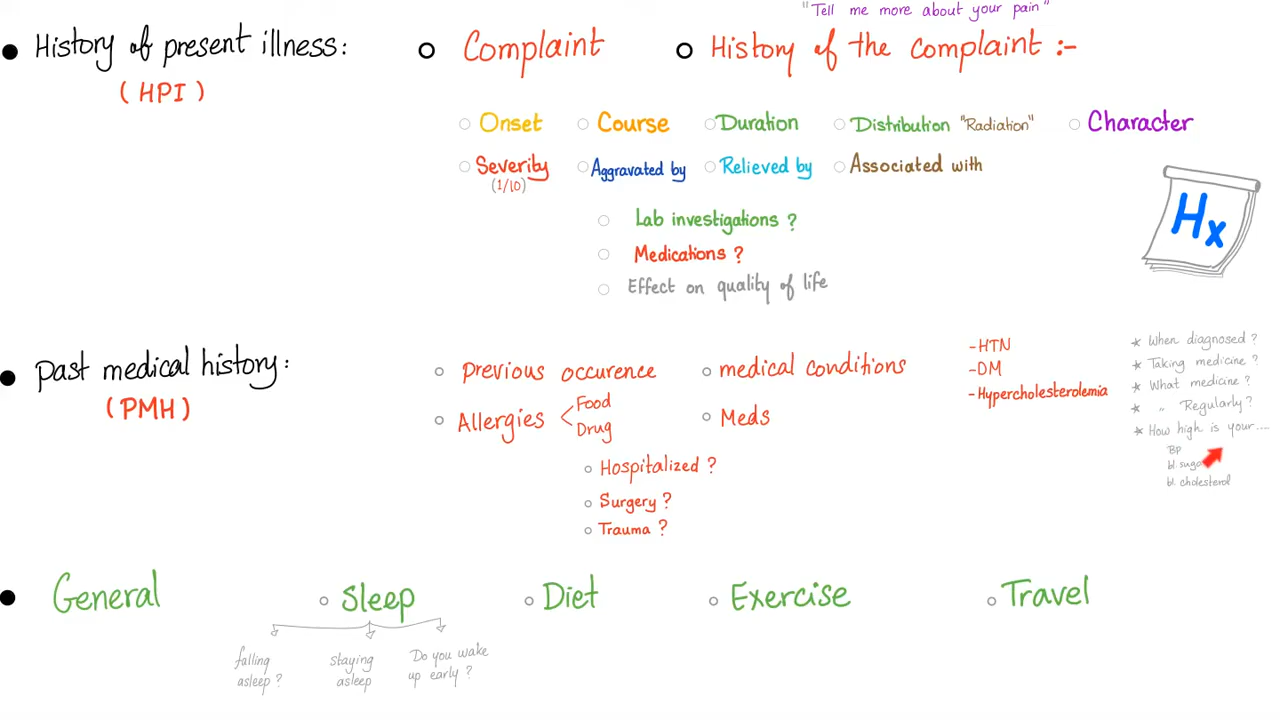 "Tell me more about your pain"
History of present illness:
(HPI)
Complaint
History of the complaint :-
Onset
Course
Duration
Distribution "Radiation"
Character
Severity
(1/10)
Aggravated by
Relieved by
Associated with
Lab investigations ?
Medications ?
Effect on quality of life
Hx
Past medical history:
(PMH)
previous occurence
medical conditions
Allergies
Food
Drug
Meds
Hospitalized ?
Surgery ?
Trauma ?
-HTN
-DM
-Hypercholesterolemia
* When diagnosed ?
* Taking medicine ?
* What medicine ?
* " Regularly ?
* How high is your....
BP
bl. cholesterol
General
Sleep
Diet
Exercise
Travel
falling
asleep ?
staying
asleep
Do you wake
up early ?